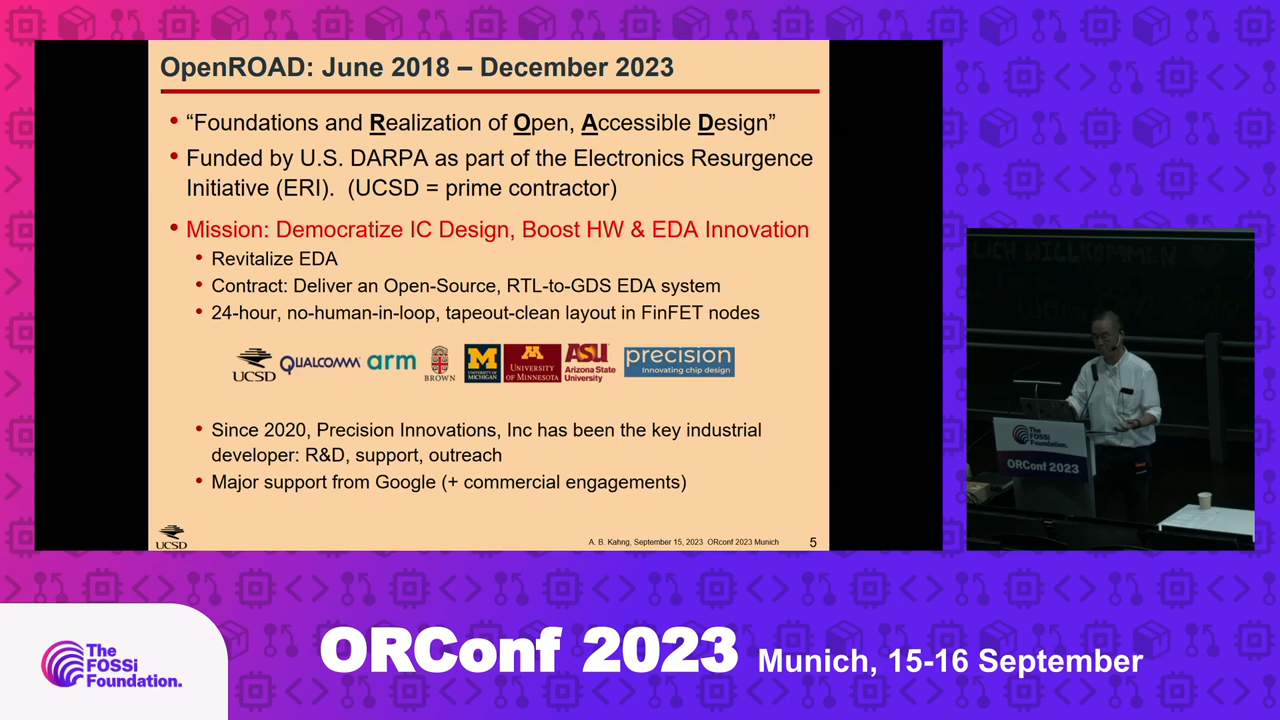 OpenROAD: June 2018 – December 2023
• “Foundations and Realization of Open, Accessible Design”
• Funded by U.S. DARPA as part of the Electronics Resurgence
Initiative (ERI). (UCSD = prime contractor)
• Mission: Democratize IC Design, Boost HW & EDA Innovation
• Revitalize EDA
• Contract: Deliver an Open-Source, RTL-to-GDS EDA system
• 24-hour, no-human-in-loop, tapeout-clean layout in FinFET nodes
UCSD
QUALCOMM
arm
BROWN
M
UNIVERSITY OF MICHIGAN
M
UNIVERSITY
OF MINNESOTA
ASU
Arizona State
University
precision
Innovating chip design
• Since 2020, Precision Innovations, Inc has been the key industrial
developer: R&D, support, outreach
• Major support from Google (+ commercial engagements)
UCSD
A. B. Kahng, September 15, 2023 ORconf 2023 Munich
5
WILLKOMMEN
The
FOSSi
Foundation.
ORConf 2023
The
FOSSi
Foundation.
ORConf 2023 Munich, 15-16 September